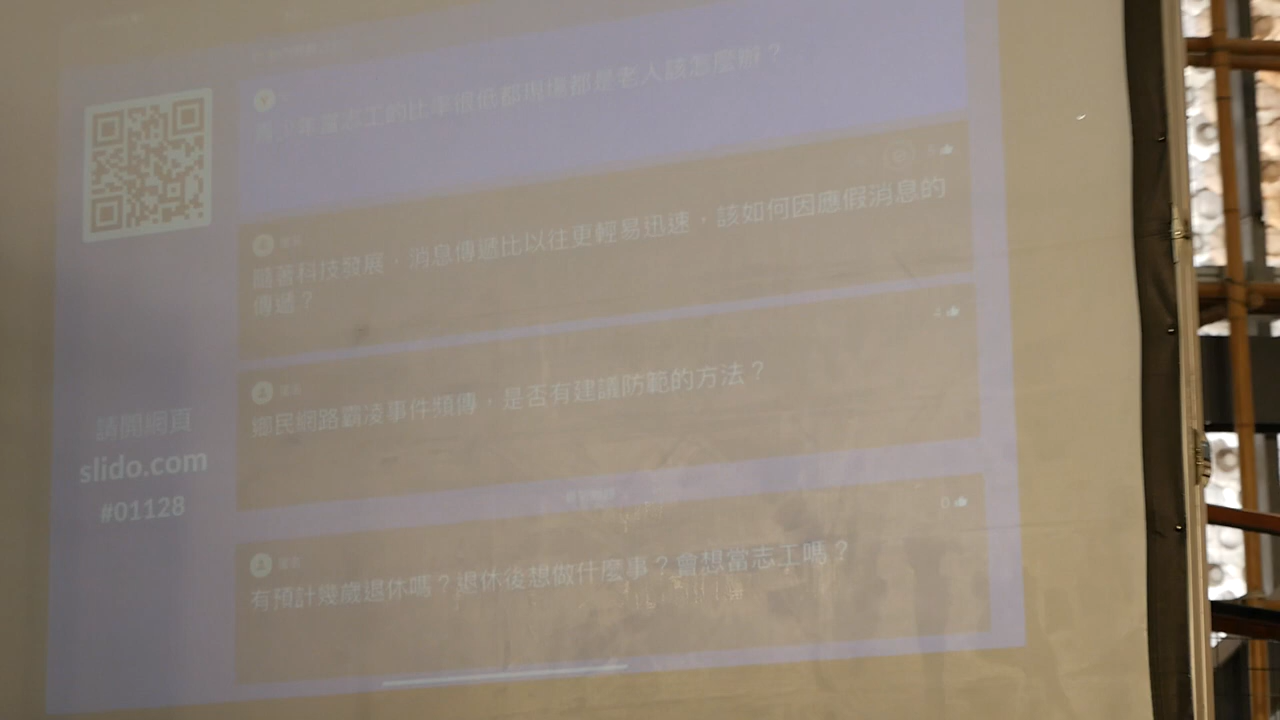 青少年當志工的比率很低都現場都是老人該怎麼辦？
隨著科技發展，消息傳遞比以往更輕易迅速，該如何因應假消息的
傳遞？
鄉民網路霸凌事件頻傳，是否有建議防範的方法？
0
有預計幾歲退休嗎？退休後想做什麼事？會想當志工嗎？
請開網頁
slido.com
#01128